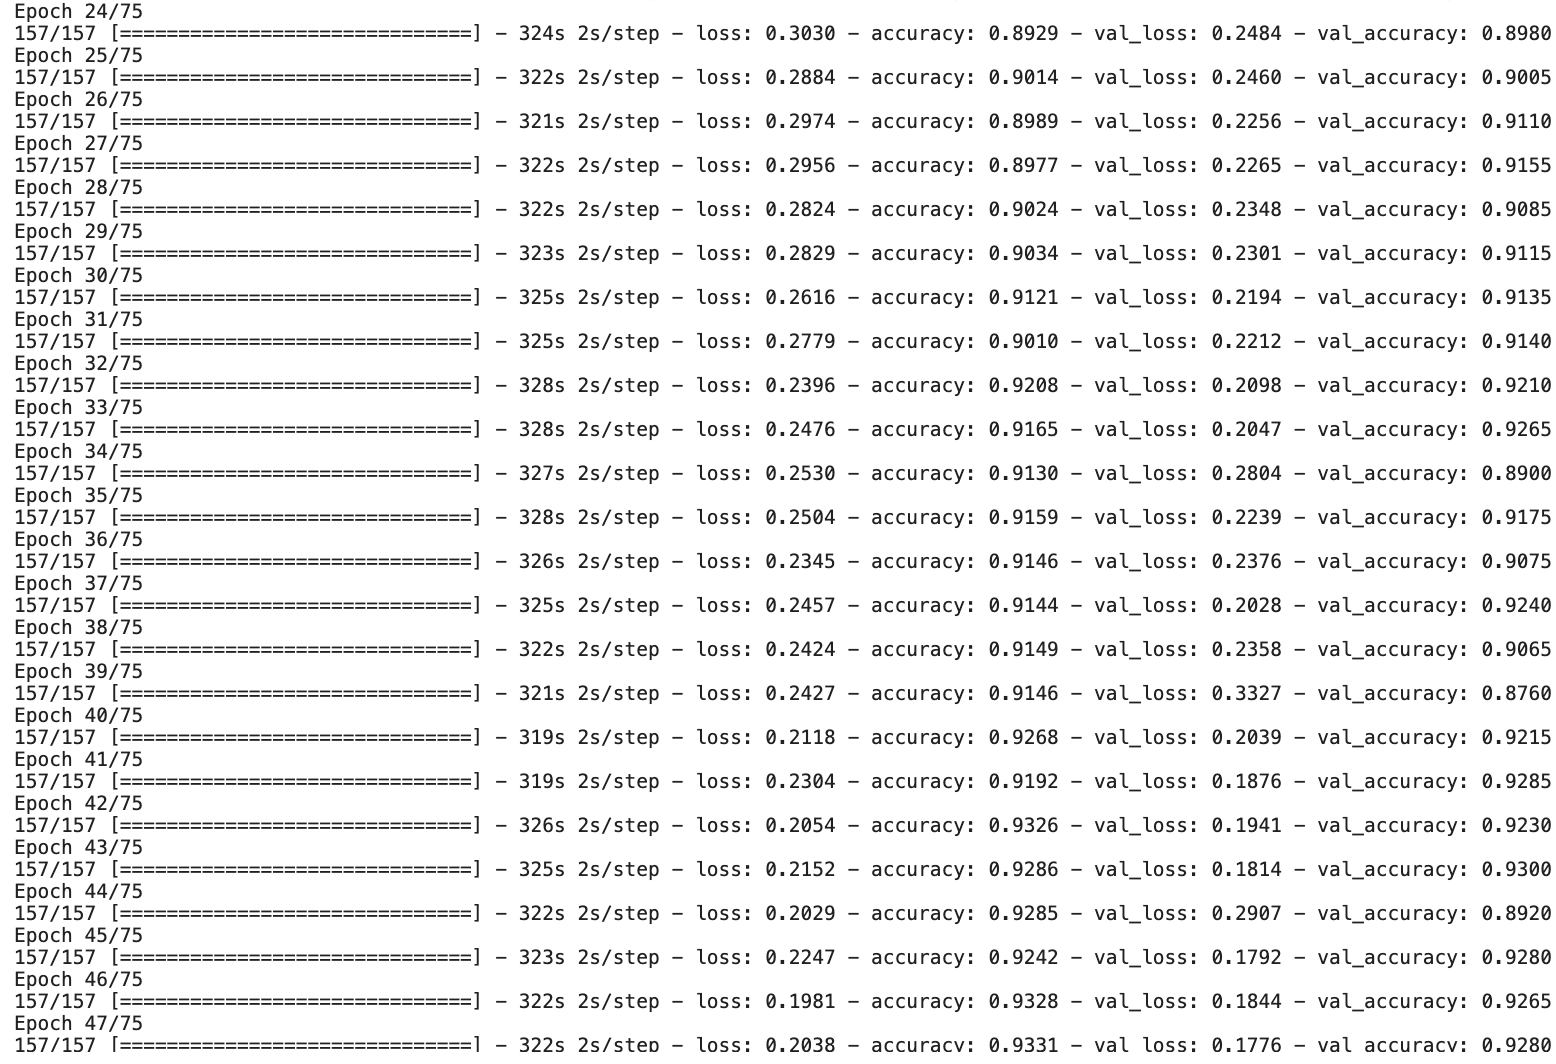 Epoch 24/75
157/157 [==============================] - 324s 2s/step - loss: 0.3030 - accuracy: 0.8929 - val_loss: 0.2484 - val_accuracy: 0.8980
Epoch 25/75
157/157 [==============================] - 322s 2s/step - loss: 0.2884 - accuracy: 0.9014 - val_loss: 0.2460 - val_accuracy: 0.9005
Epoch 26/75
157/157 [==============================] - 321s 2s/step - loss: 0.2974 - accuracy: 0.8989 - val_loss: 0.2256 - val_accuracy: 0.9110
Epoch 27/75
157/157 [==============================] - 322s 2s/step - loss: 0.2956 - accuracy: 0.8977 - val_loss: 0.2265 - val_accuracy: 0.9155
Epoch 28/75
157/157 [==============================] - 322s 2s/step - loss: 0.2824 - accuracy: 0.9024 - val_loss: 0.2348 - val_accuracy: 0.9085
Epoch 29/75
157/157 [==============================] - 323s 2s/step - loss: 0.2829 - accuracy: 0.9034 - val_loss: 0.2301 - val_accuracy: 0.9115
Epoch 30/75
157/157 [==============================] - 325s 2s/step - loss: 0.2616 - accuracy: 0.9121 - val_loss: 0.2194 - val_accuracy: 0.9135
Epoch 31/75
157/157 [==============================] - 325s 2s/step - loss: 0.2779 - accuracy: 0.9010 - val_loss: 0.2212 - val_accuracy: 0.9140
Epoch 32/75
157/157 [==============================] - 328s 2s/step - loss: 0.2396 - accuracy: 0.9208 - val_loss: 0.2098 - val_accuracy: 0.9210
Epoch 33/75
157/157 [==============================] - 328s 2s/step - loss: 0.2476 - accuracy: 0.9165 - val_loss: 0.2047 - val_accuracy: 0.9265
Epoch 34/75
157/157 [==============================] - 327s 2s/step - loss: 0.2530 - accuracy: 0.9130 - val_loss: 0.2804 - val_accuracy: 0.8900
Epoch 35/75
157/157 [==============================] - 328s 2s/step - loss: 0.2504 - accuracy: 0.9159 - val_loss: 0.2239 - val_accuracy: 0.9175
Epoch 36/75
157/157 [==============================] - 326s 2s/step - loss: 0.2345 - accuracy: 0.9146 - val_loss: 0.2376 - val_accuracy: 0.9075
Epoch 37/75
157/157 [==============================] - 325s 2s/step - loss: 0.2457 - accuracy: 0.9144 - val_loss: 0.2028 - val_accuracy: 0.9240
Epoch 38/75
157/157 [==============================] - 322s 2s/step - loss: 0.2424 - accuracy: 0.9149 - val_loss: 0.2358 - val_accuracy: 0.9065
Epoch 39/75
157/157 [==============================] - 321s 2s/step - loss: 0.2427 - accuracy: 0.9146 - val_loss: 0.3327 - val_accuracy: 0.8760
Epoch 40/75
157/157 [==============================] - 319s 2s/step - loss: 0.2118 - accuracy: 0.9268 - val_loss: 0.2039 - val_accuracy: 0.9215
Epoch 41/75
157/157 [==============================] - 319s 2s/step - loss: 0.2304 - accuracy: 0.9192 - val_loss: 0.1876 - val_accuracy: 0.9285
Epoch 42/75
157/157 [==============================] - 326s 2s/step - loss: 0.2054 - accuracy: 0.9326 - val_loss: 0.1941 - val_accuracy: 0.9230
Epoch 43/75
157/157 [==============================] - 325s 2s/step - loss: 0.2152 - accuracy: 0.9286 - val_loss: 0.1814 - val_accuracy: 0.9300
Epoch 44/75
157/157 [==============================] - 322s 2s/step - loss: 0.2029 - accuracy: 0.9285 - val_loss: 0.2907 - val_accuracy: 0.8920
Epoch 45/75
157/157 [==============================] - 323s 2s/step - loss: 0.2247 - accuracy: 0.9242 - val_loss: 0.1792 - val_accuracy: 0.9280
Epoch 46/75
157/157 [==============================] - 322s 2s/step - loss: 0.1981 - accuracy: 0.9328 - val_loss: 0.1844 - val_accuracy: 0.9265
Epoch 47/75
157/157 [==============================] - 322s 2s/step - loss: 0.2038 - accuracy: 0.9331 - val_loss: 0.1776 - val_accuracy: 0.9280